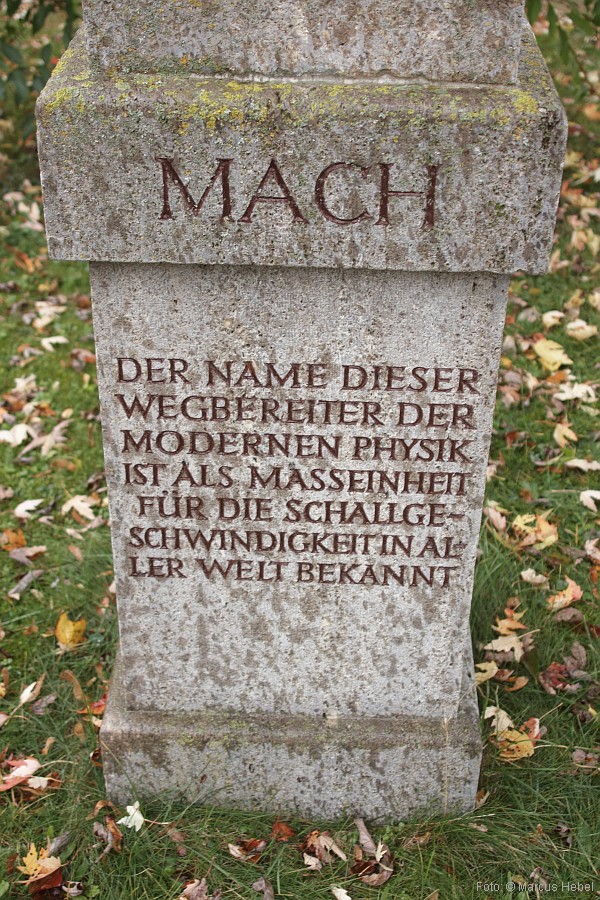 MACH
DER NAME DIESER
WEGBEREITER DER
MODERNEN PHYSIK
IST ALS MASSEINHEIT
FÜR DIE SCHALLGE-
SCHWINDIGKEIT IN AL-
LER WELT BEKANNT
Foto: © Marcus Hebel